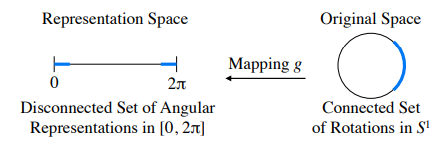 Representation Space
Original Space
Mapping g
0
2π
Disconnected Set of Angular
Representations in [0, 2π]
Connected Set
of Rotations in S¹